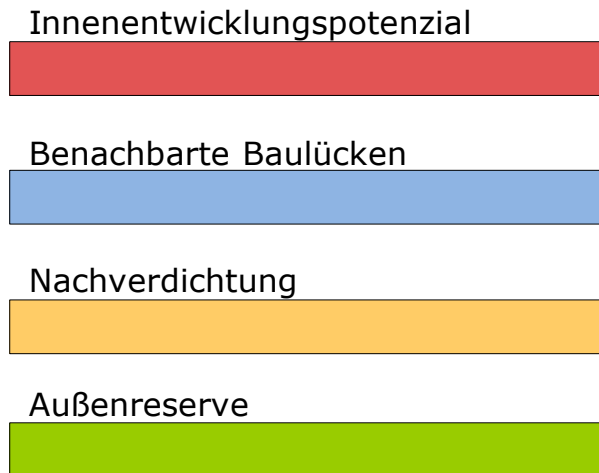 Innenentwicklungspotenzial
Benachbarte Baulücken
Nachverdichtung
Außenreserve